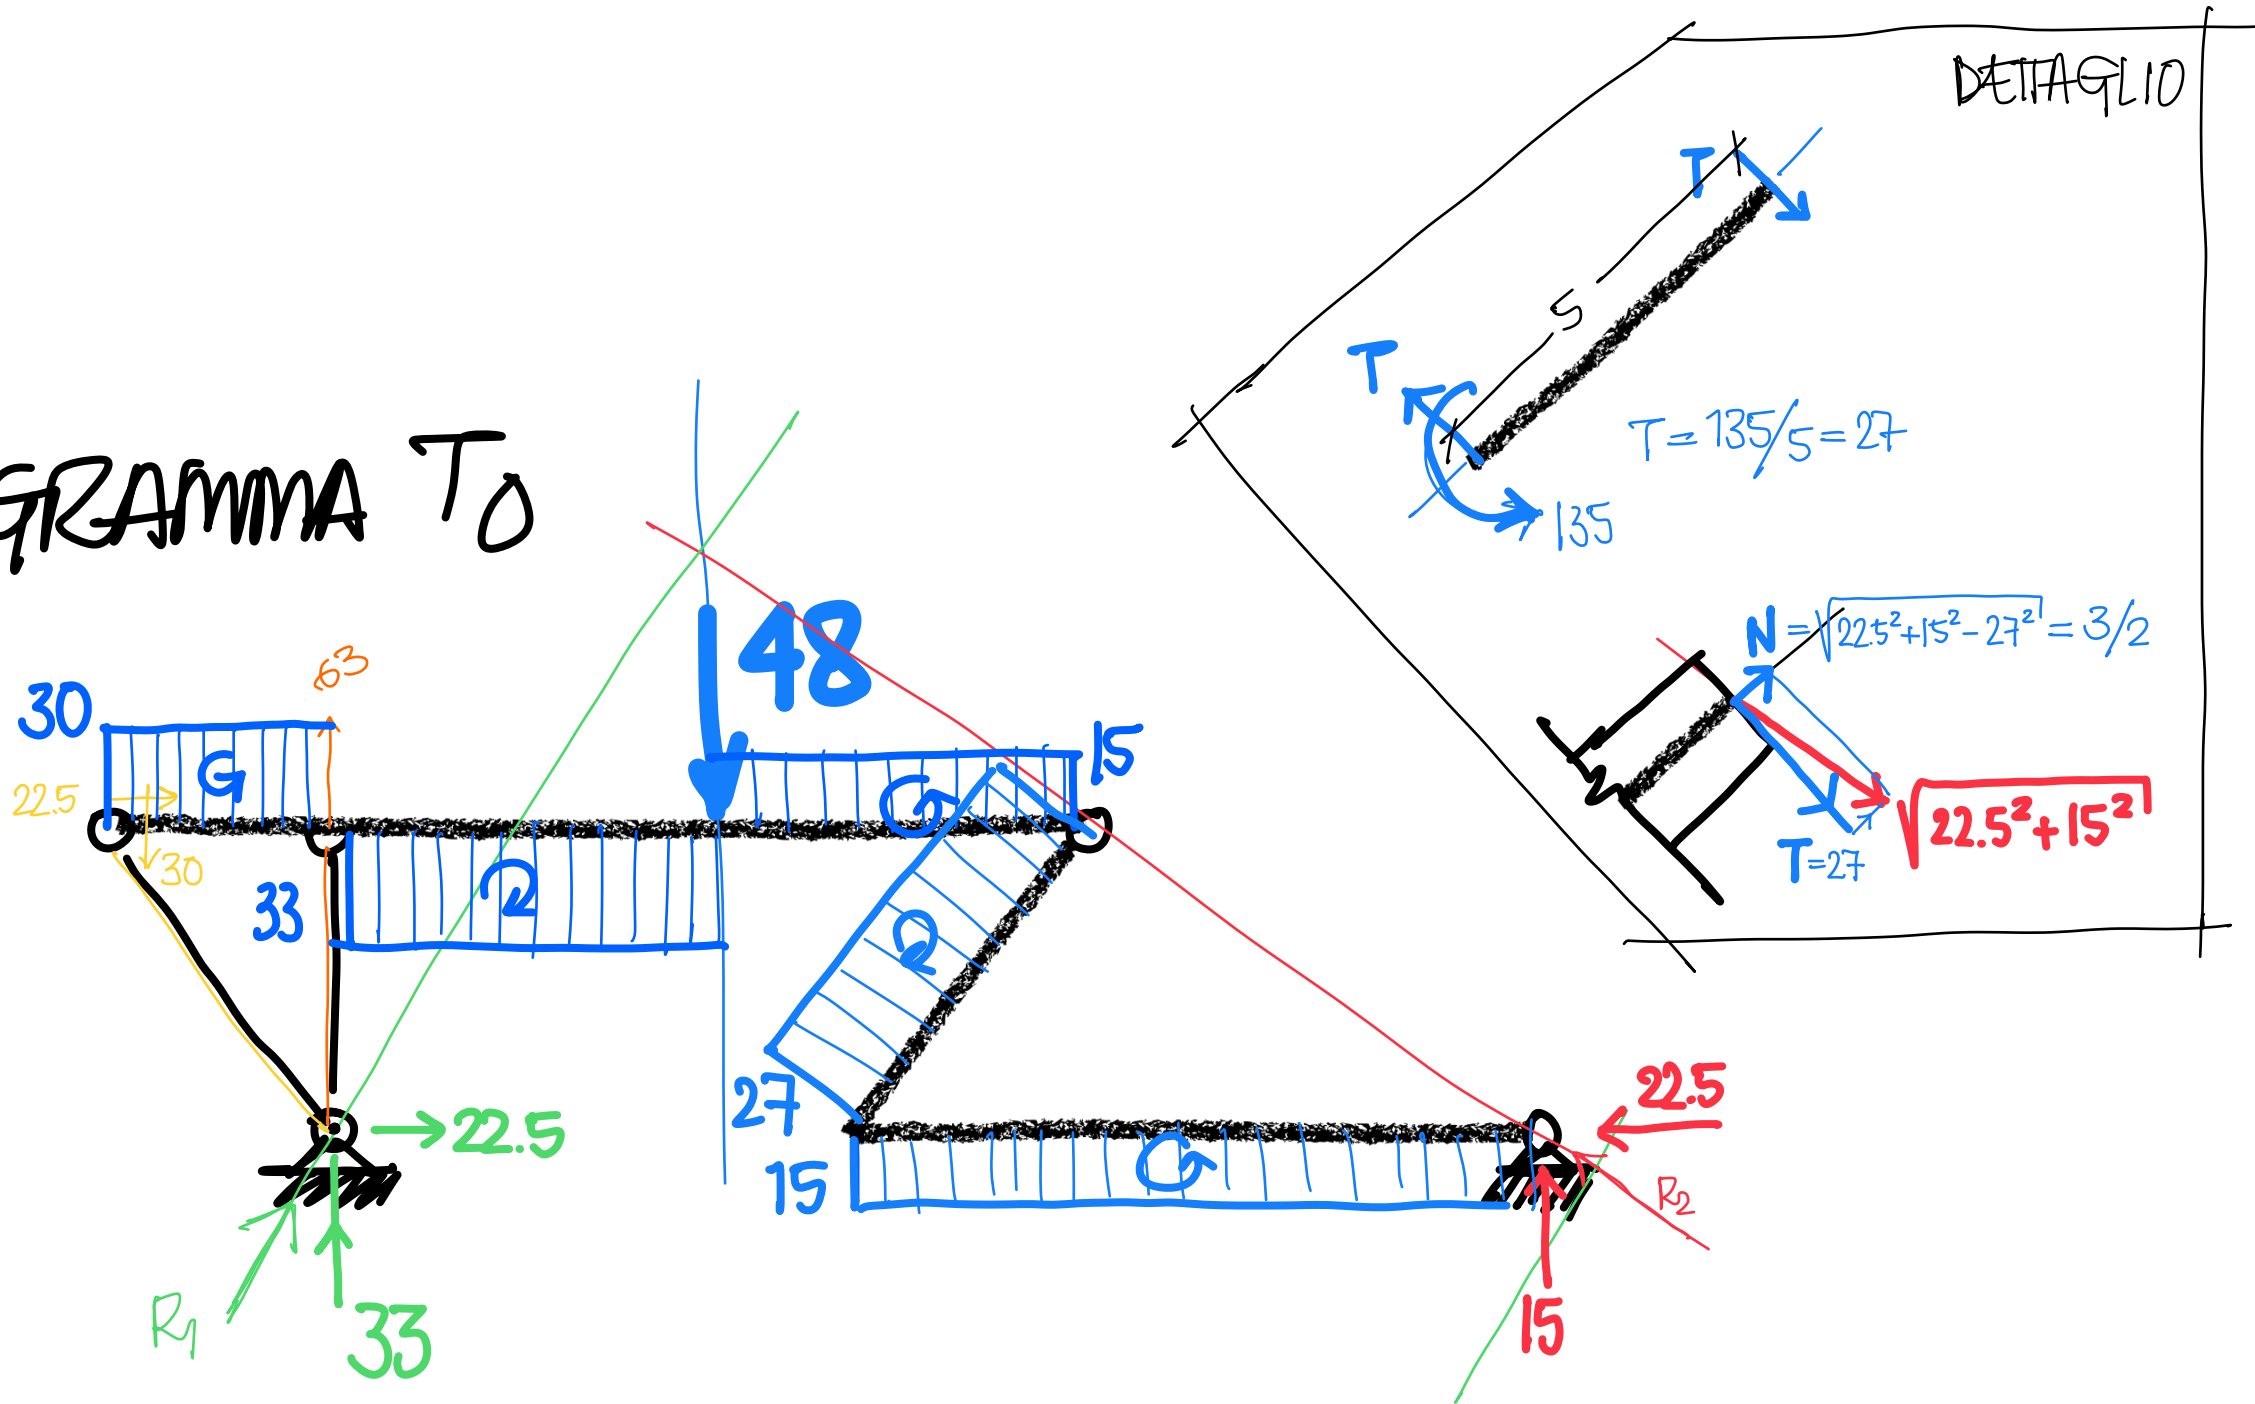 DETTAGLIO
T
5
T
T = 135/5 = 27
135
GRAMMA T0
N = √22.5²+15²-27² = 3/2
√22.5²+15²
T=27
48
63
30
15
22.5
30
33
27
15
22.5
22.5
R2
R1
33
15